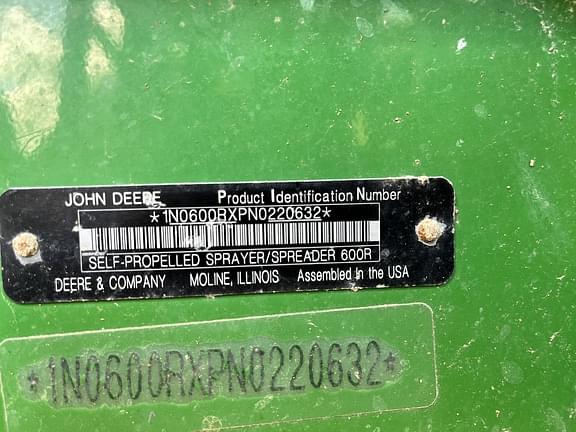 JOHN DEERE Product Identification Number
*1N0600RXPN0220632*
SELF-PROPELLED SPRAYER/SPREADER 600R
DEERE & COMPANY MOLINE, ILLINOIS Assembled in the USA
*1N0600RXPN0220632*